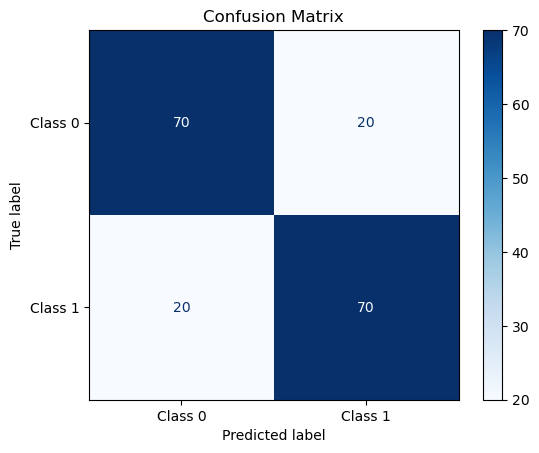 Confusion Matrix
True label
Class 0
70
20
Class 1
20
70
Class 0
Class 1
Predicted label
70
60
50
40
30
20